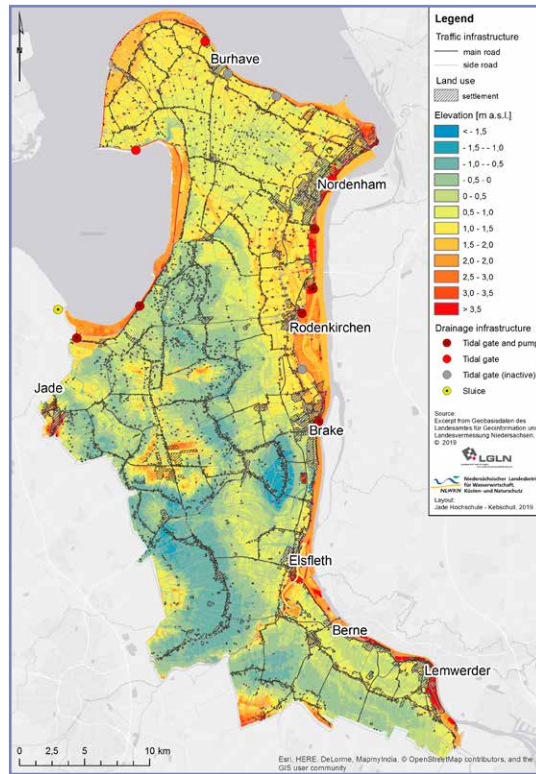 N
Burhave
Nordenham
Rodenkirchen
Jade
Brake
Elsfleth
Berne
Lemwerder
0 2,5 5 10 km
Esri, HERE, DeLorme, MapmyIndia, © OpenStreetMap contributors, and the
GIS user community
Legend
Traffic infrastructure
main road
side road
Land use
settlement
Elevation [m a.s.l.]
< - 1,5
- 1,5 - - 1,0
- 1,0 - - 0,5
- 0,5 - 0
0 - 0,5
0,5 - 1,0
1,0 - 1,5
1,5 - 2,0
2,0 - 2,5
2,5 - 3,0
3,0 - 3,5
> 3,5
Drainage infrastructure
Tidal gate and pump
Tidal gate
Tidal gate (inactive)
Sluice
Source:
Excerpt from Geobasisdaten des
Landesamtes für Geoinformation und
Landesvermessung Niedersachsen,
© 2019
LGLN
Niedersächsischer Landesbetrieb
für Wasserwirtschaft,
Küsten- und Naturschutz
NLWKN
Layout:
Jade Hochschule - Kebschull, 2019